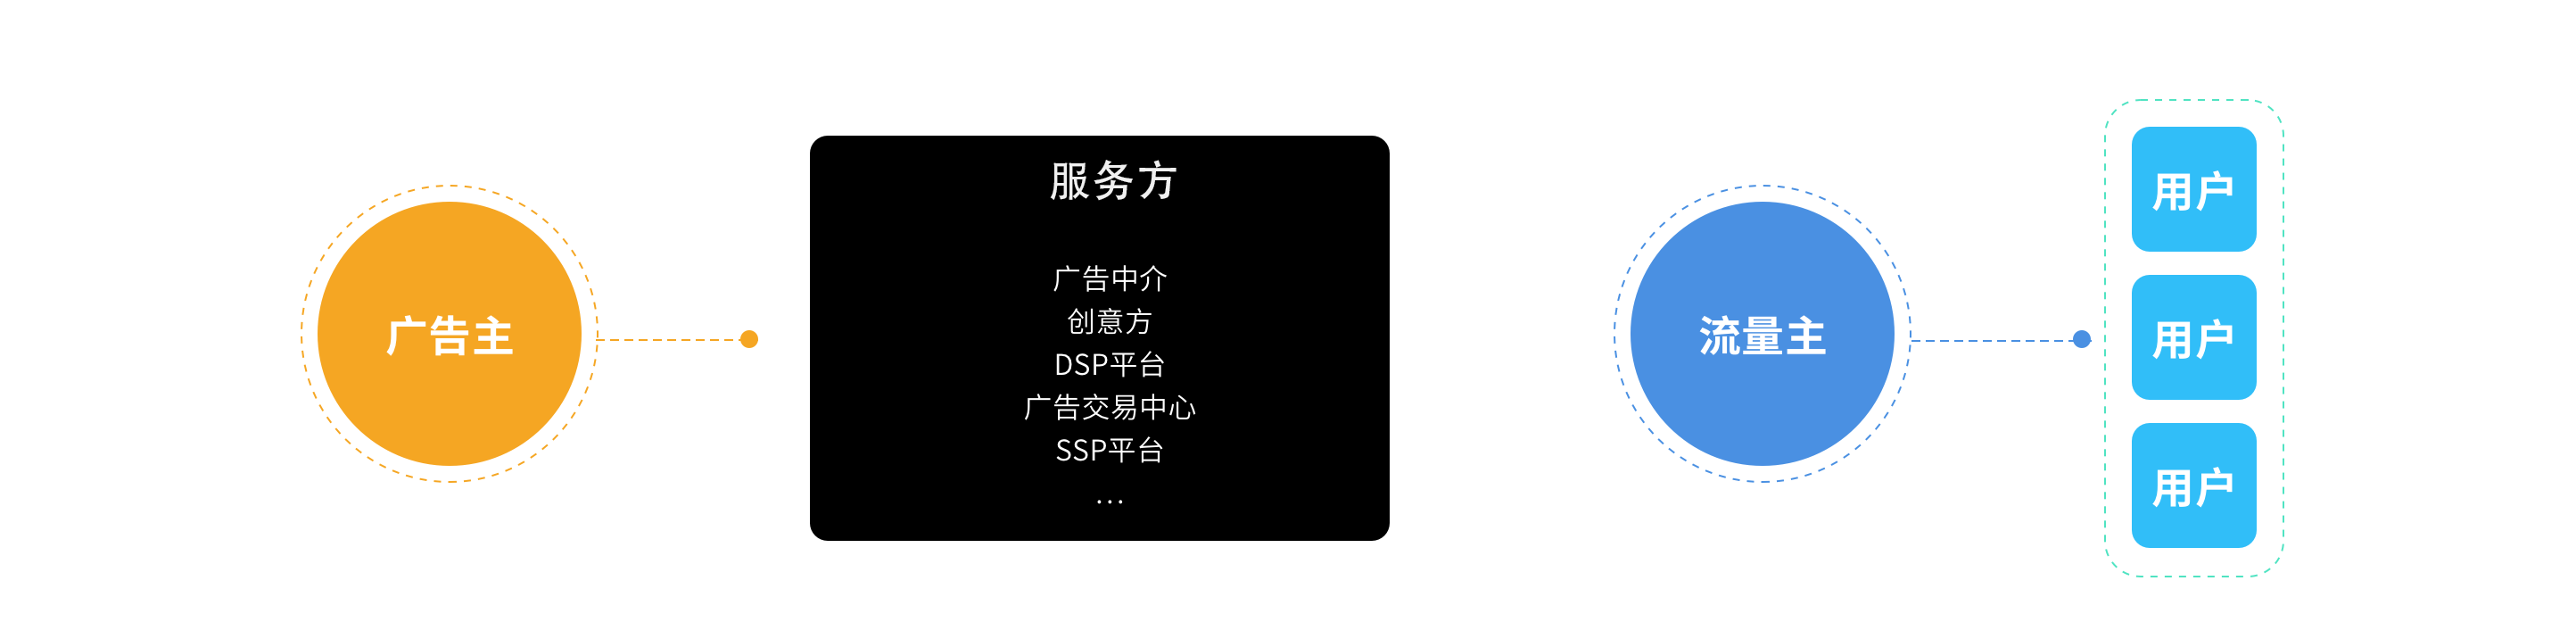 广告主
服务方
广告中介
创意方
DSP平台
广告交易中心
SSP平台
...
流量主
用户
用户
用户